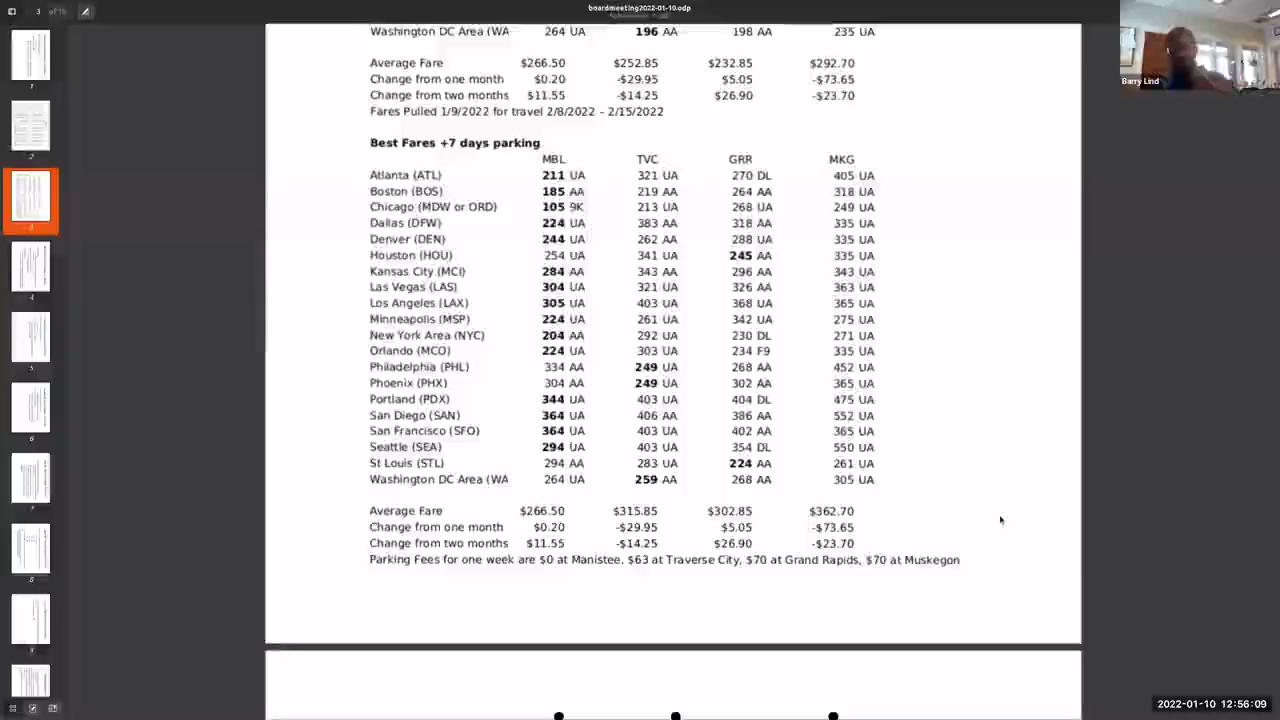 boardmeeting2022-01-10.odp
3 of 15
Barry Lind
Washington DC Area (WA 264 UA 196 AA 198 AA 235 UA
Average Fare $266.50 $252.85 $232.85 $292.70
Change from one month $0.20 -$29.95 $5.05 -$73.65
Change from two months $11.55 -$14.25 $26.90 -$23.70
Fares Pulled 1/9/2022 for travel 2/8/2022 – 2/15/2022
Best Fares +7 days parking
MBL TVC GRR MKG
Atlanta (ATL) 211 UA 321 UA 270 DL 405 UA
Boston (BOS) 185 AA 219 AA 264 AA 318 UA
Chicago (MDW or ORD) 105 9K 213 UA 268 UA 249 UA
Dallas (DFW) 224 UA 383 AA 318 AA 335 UA
Denver (DEN) 244 UA 262 AA 288 UA 335 UA
Houston (HOU) 254 UA 341 UA 245 AA 335 UA
Kansas City (MCI) 284 AA 343 AA 296 AA 343 UA
Las Vegas (LAS) 304 UA 321 UA 326 AA 363 UA
Los Angeles (LAX) 305 UA 403 UA 368 UA 365 UA
Minneapolis (MSP) 224 UA 261 UA 342 UA 275 UA
New York Area (NYC) 204 AA 292 UA 230 DL 271 UA
Orlando (MCO) 224 UA 303 UA 234 F9 335 UA
Philadelphia (PHL) 334 AA 249 UA 268 AA 452 UA
Phoenix (PHX) 304 AA 249 UA 302 AA 365 UA
Portland (PDX) 344 UA 403 UA 404 DL 475 UA
San Diego (SAN) 364 UA 406 AA 386 AA 552 UA
San Francisco (SFO) 364 UA 403 UA 402 AA 365 UA
Seattle (SEA) 294 UA 403 UA 354 DL 550 UA
St Louis (STL) 294 AA 283 UA 224 AA 261 UA
Washington DC Area (WA 264 UA 259 AA 268 AA 305 UA
Average Fare $266.50 $315.85 $302.85 $362.70
Change from one month $0.20 -$29.95 $5.05 -$73.65
Change from two months $11.55 -$14.25 $26.90 -$23.70
Parking Fees for one week are $0 at Manistee, $63 at Traverse City, $70 at Grand Rapids, $70 at Muskegon
2022-01-10 12:56:09